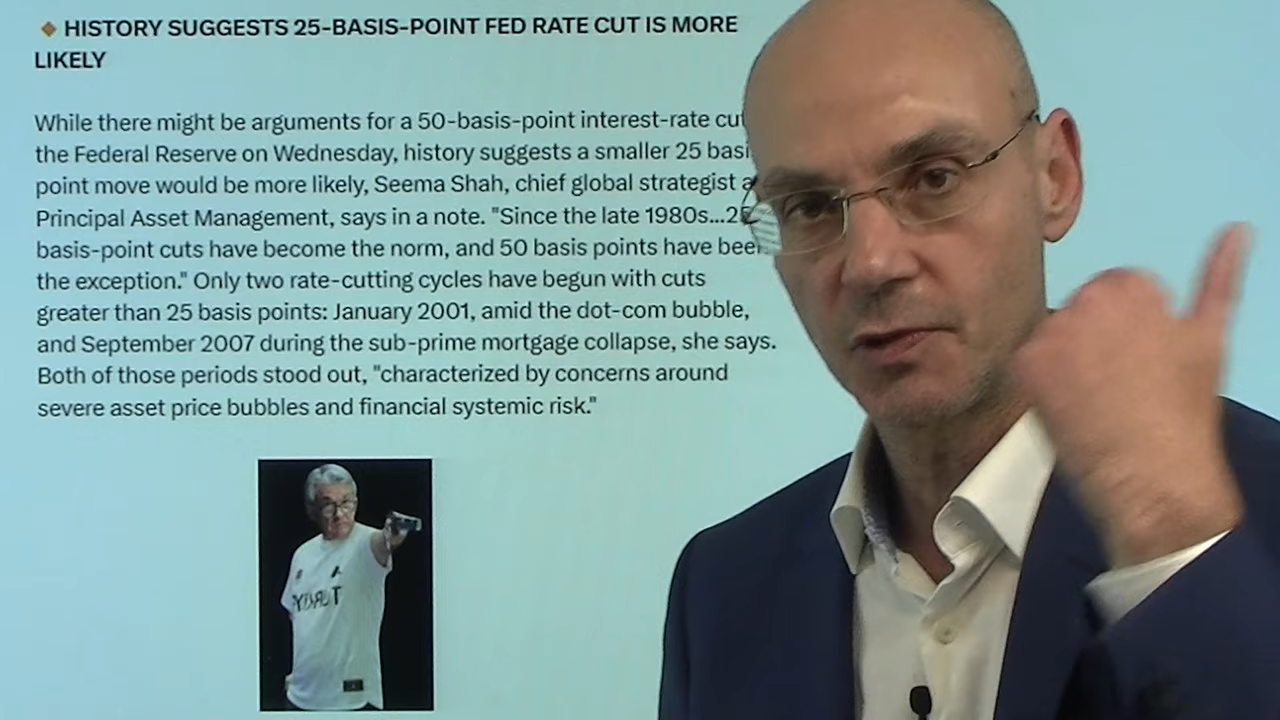 HISTORY SUGGESTS 25-BASIS-POINT FED RATE CUT IS MORE
LIKELY
While there might be arguments for a 50-basis-point interest-rate cut
the Federal Reserve on Wednesday, history suggests a smaller 25
point move would be more likely, Seema Shah, chief global strategist
Principal Asset Management, says in a note. "Since the late 1980s...
basis-point cuts have become the norm, and 50 basis points have been
the exception." Only two rate-cutting cycles have begun with cuts
greater than 25 basis points: January 2001, amid the dot-com bubble,
and September 2007 during the sub-prime mortgage collapse, she says.
Both of those periods stood out, "characterized by concerns around
severe asset price bubbles and financial systemic risk."